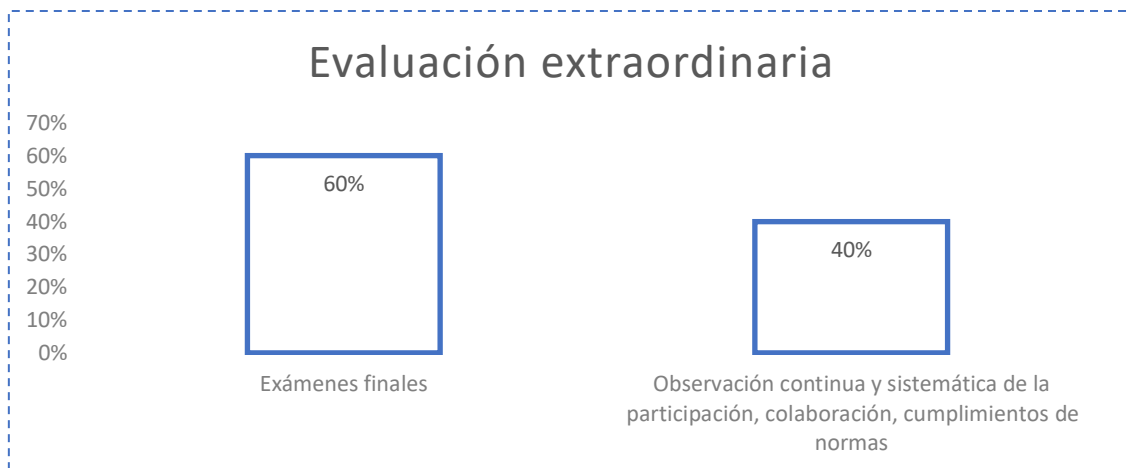 Evaluación extraordinaria
70%
60%
50%
40%
30%
20%
10%
0%
60%
40%
Exámenes finales
Observación continua y sistemática de la
participación, colaboración, cumplimientos de
normas